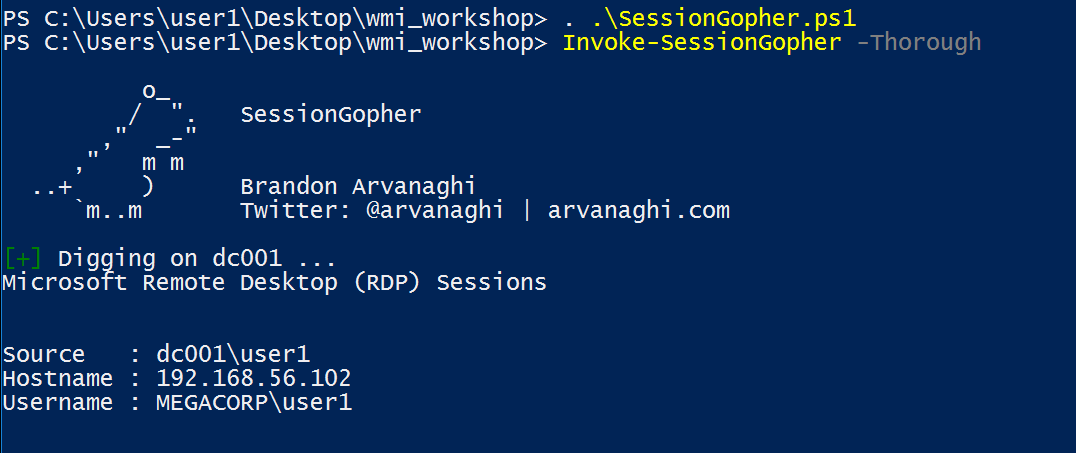 PS C:\Users\user1\Desktop\wmi_workshop> . .\SessionGopher.ps1
PS C:\Users\user1\Desktop\wmi_workshop> Invoke-SessionGopher -Thorough
          o_
         /  ".   SessionGopher
       ,"  _-"
     ,"   m m
  ..+     )      Brandon Arvanaghi
     `m..m       Twitter: @arvanaghi | arvanaghi.com
[+] Digging on dc001 ...
Microsoft Remote Desktop (RDP) Sessions
Source   : dc001\user1
Hostname : 192.168.56.102
Username : MEGACORP\user1